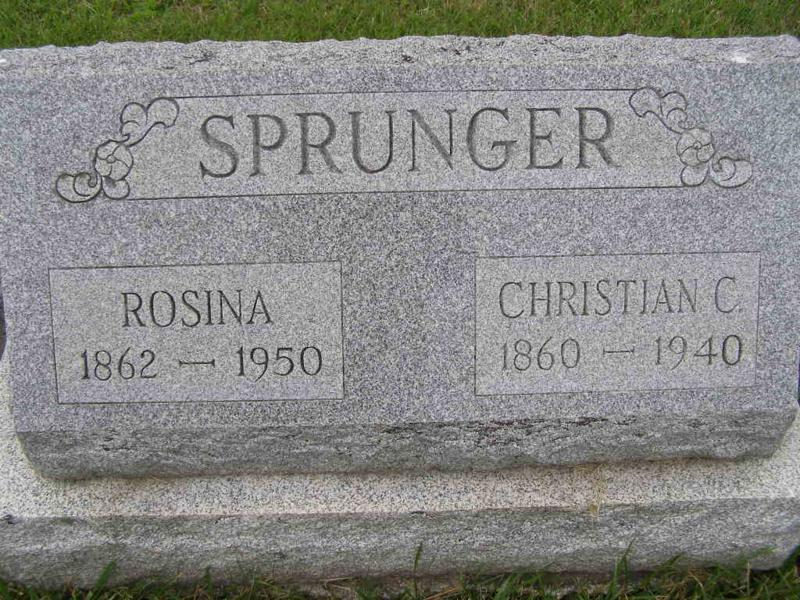 SPRUNGER
ROSINA
1862 — 1950
CHRISTIAN C.
1860 — 1940